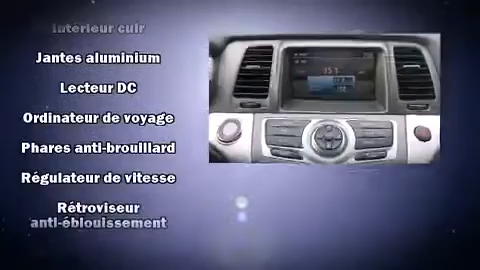 Intérieur cuir
Jantes aluminium
Lecteur DC
Ordinateur de voyage
Phares anti-brouillard
Régulateur de vitesse
Rétroviseur
anti-éblouissement